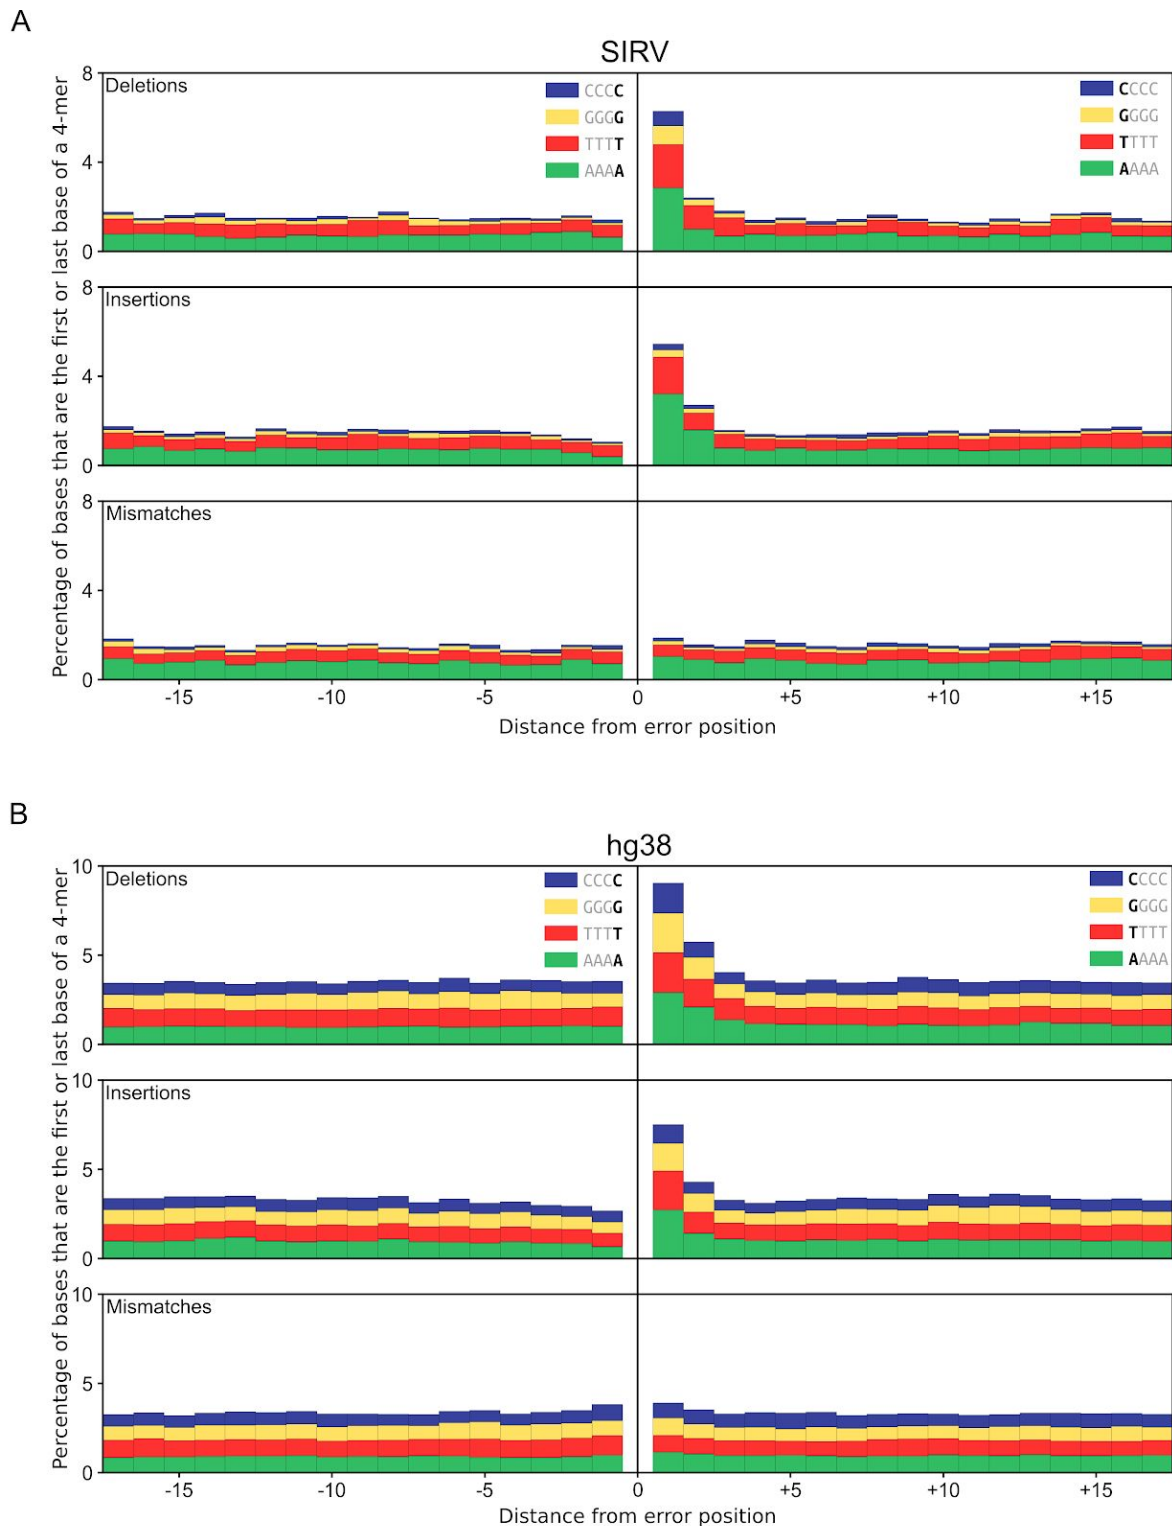 A
SIRV
Percentage of bases that are the first or last base of a 4-mer
8
4
0
Deletions
CCCC
GGGG
TTTT
AAAA
CCCC
GGGG
TTTT
AAAA
8
4
0
Insertions
8
4
0
Mismatches
-15 -10 -5 0 +5 +10 +15
Distance from error position
B
hg38
Percentage of bases that are the first or last base of a 4-mer
10
5
0
Deletions
CCCC
GGGG
TTTT
AAAA
CCCC
GGGG
TTTT
AAAA
10
5
0
Insertions
10
5
0
Mismatches
-15 -10 -5 0 +5 +10 +15
Distance from error position